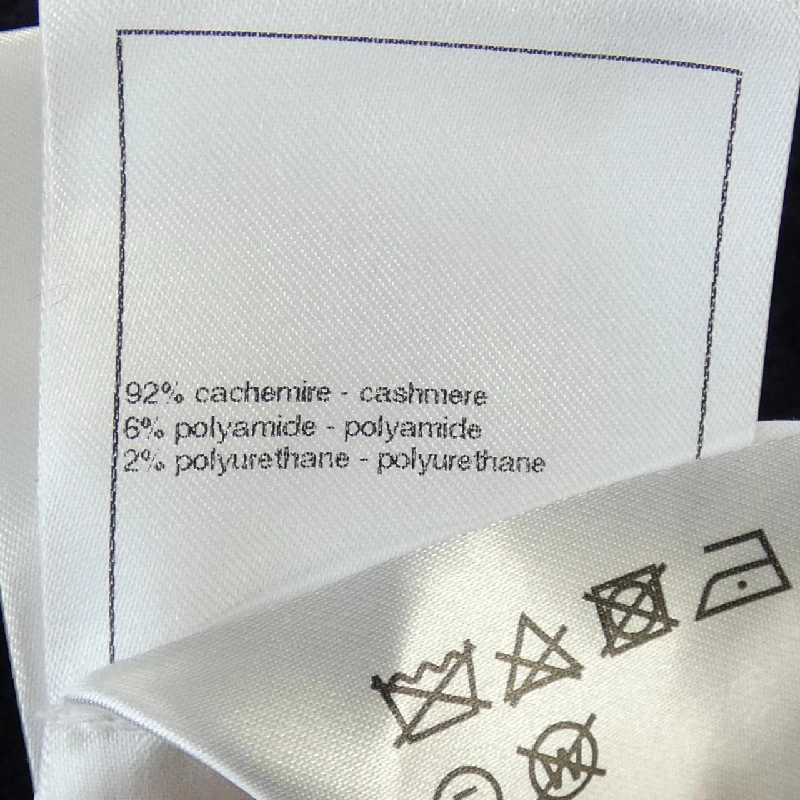 92% cachemire - cashmere
6% polyamide - polyamide
2% polyurethane - polyurethane
W